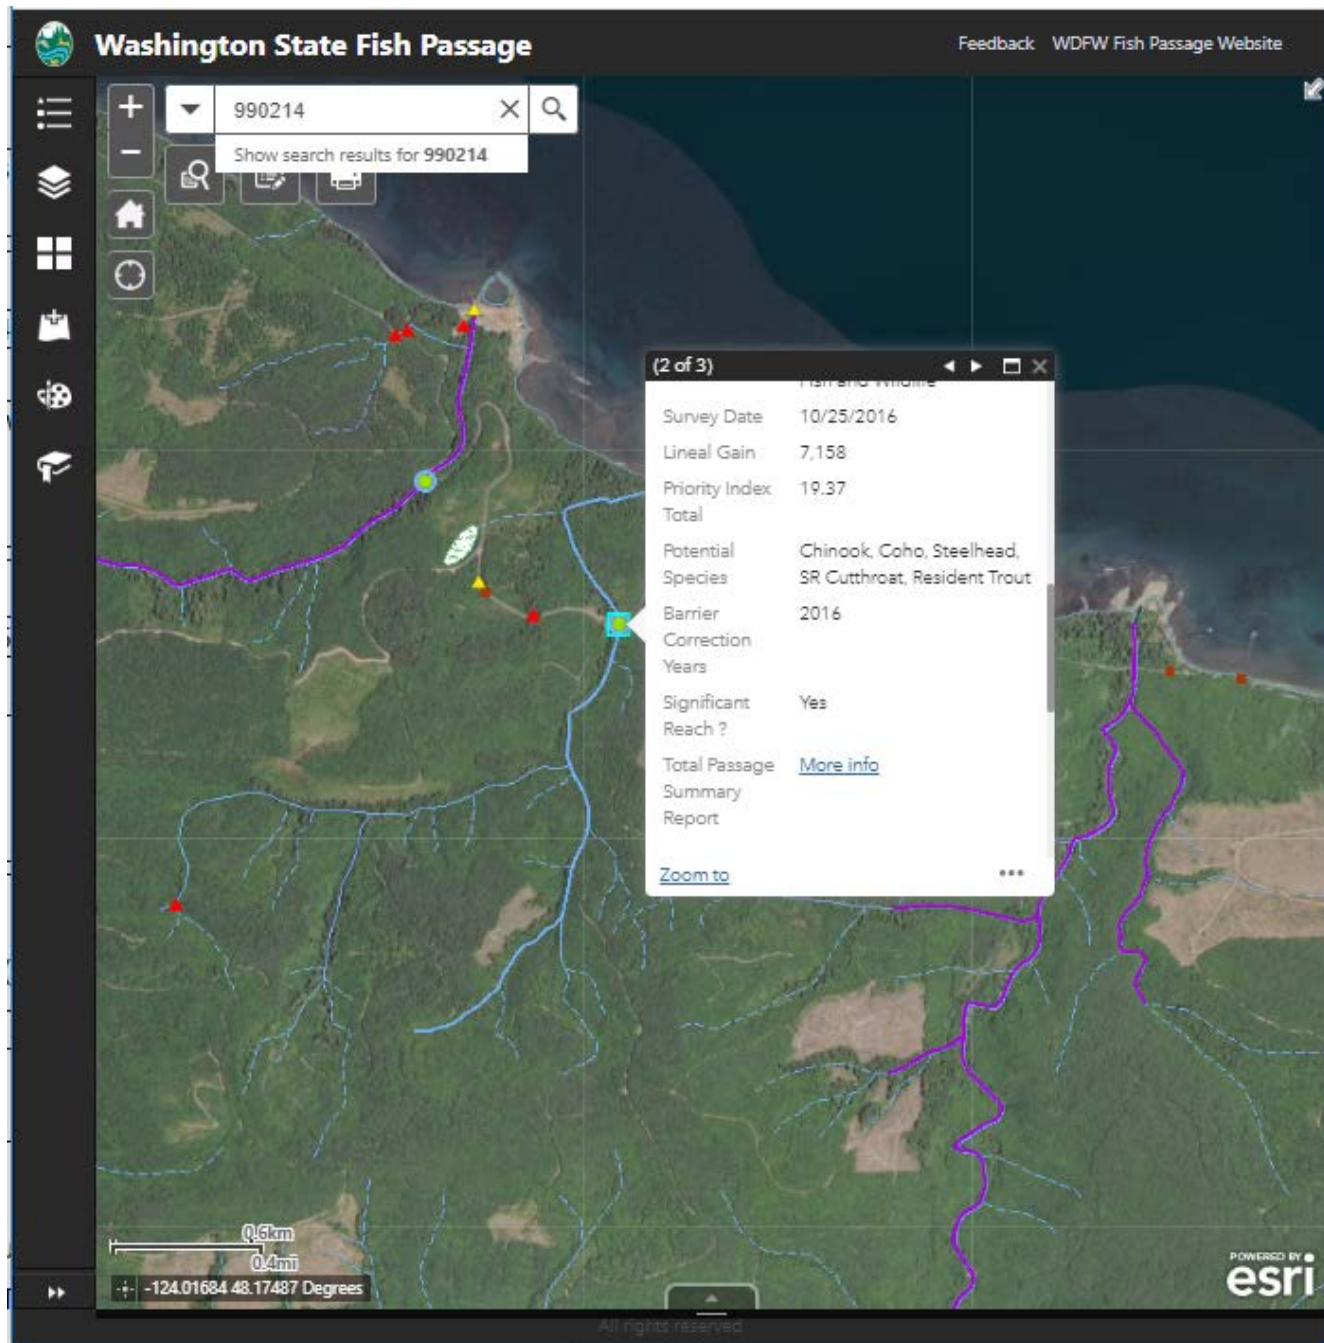 Washington State Fish Passage
Feedback WDFW Fish Passage Website
990214
Show search results for 990214
(2 of 3)
Fish and Wildlife
Survey Date 10/25/2016
Lineal Gain 7,158
Priority Index 19.37
Total
Potential Chinook, Coho, Steelhead,
Species SR Cutthroat, Resident Trout
Barrier 2016
Correction
Years
Significant Yes
Reach ?
Total Passage More info
Summary
Report
Zoom to
0.6km
0.4mi
-124.01684 48.17487 Degrees
POWERED BY
esri
All rights reserved